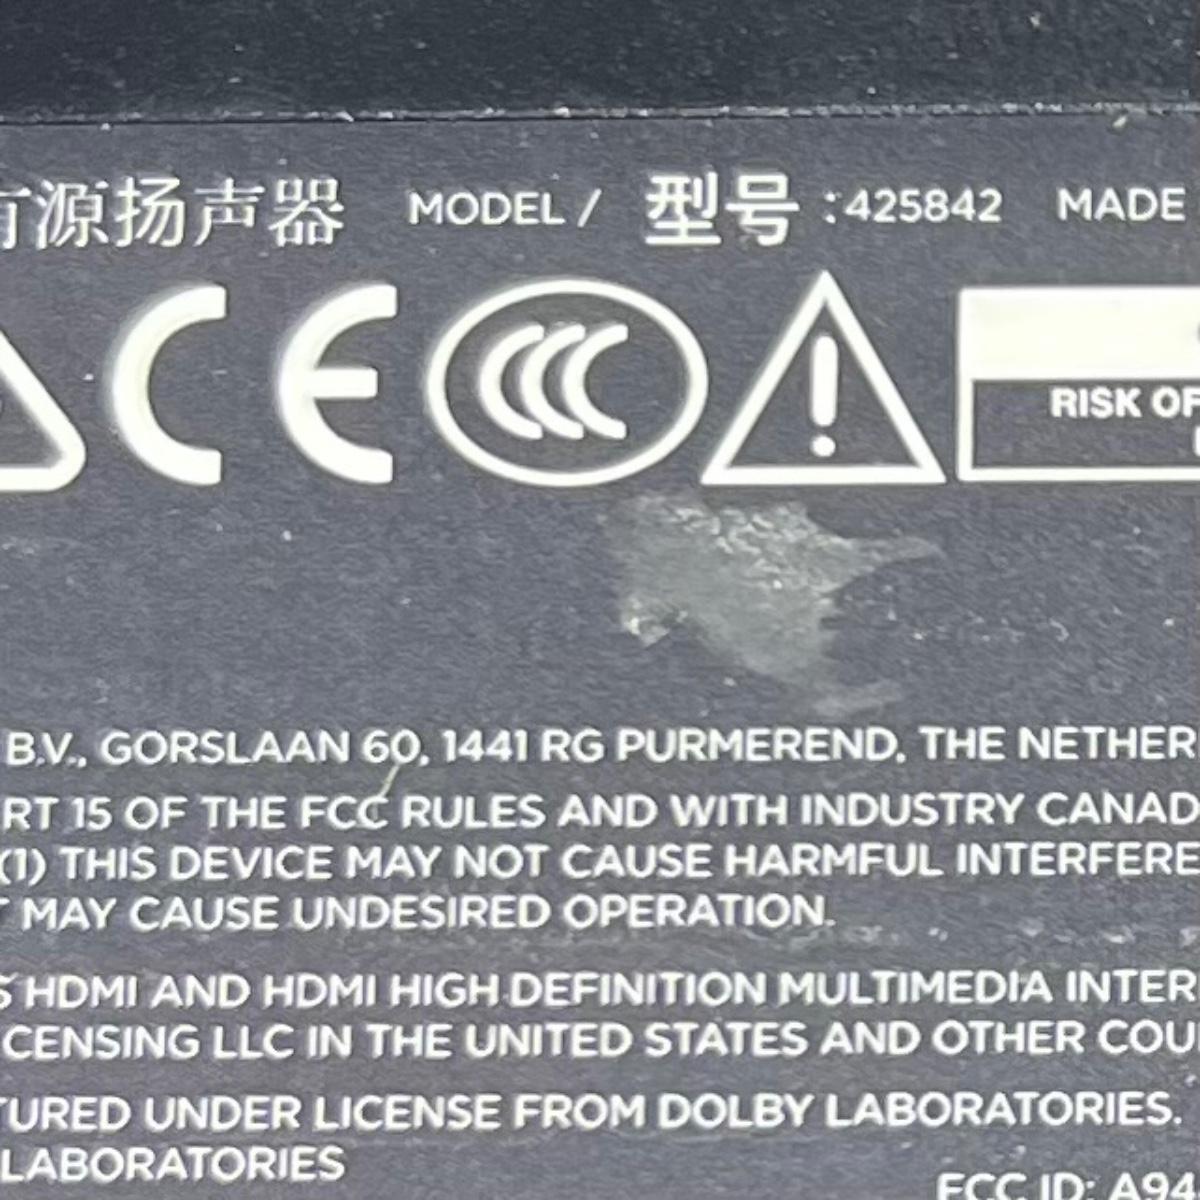 有源扬声器 MODEL / 型号 :425842 MADE
CE CCC !
RISK OF
B.V., GORSLAAN 60, 1441 RG PURMEREND, THE NETHER
RT 15 OF THE FCC RULES AND WITH INDUSTRY CANAD
(1) THIS DEVICE MAY NOT CAUSE HARMFUL INTERFERE
MAY CAUSE UNDESIRED OPERATION.
S HDMI AND HDMI HIGH-DEFINITION MULTIMEDIA INTER
CENSING LLC IN THE UNITED STATES AND OTHER COU
TURED UNDER LICENSE FROM DOLBY LABORATORIES.
LABORATORIES
FCC ID: A94